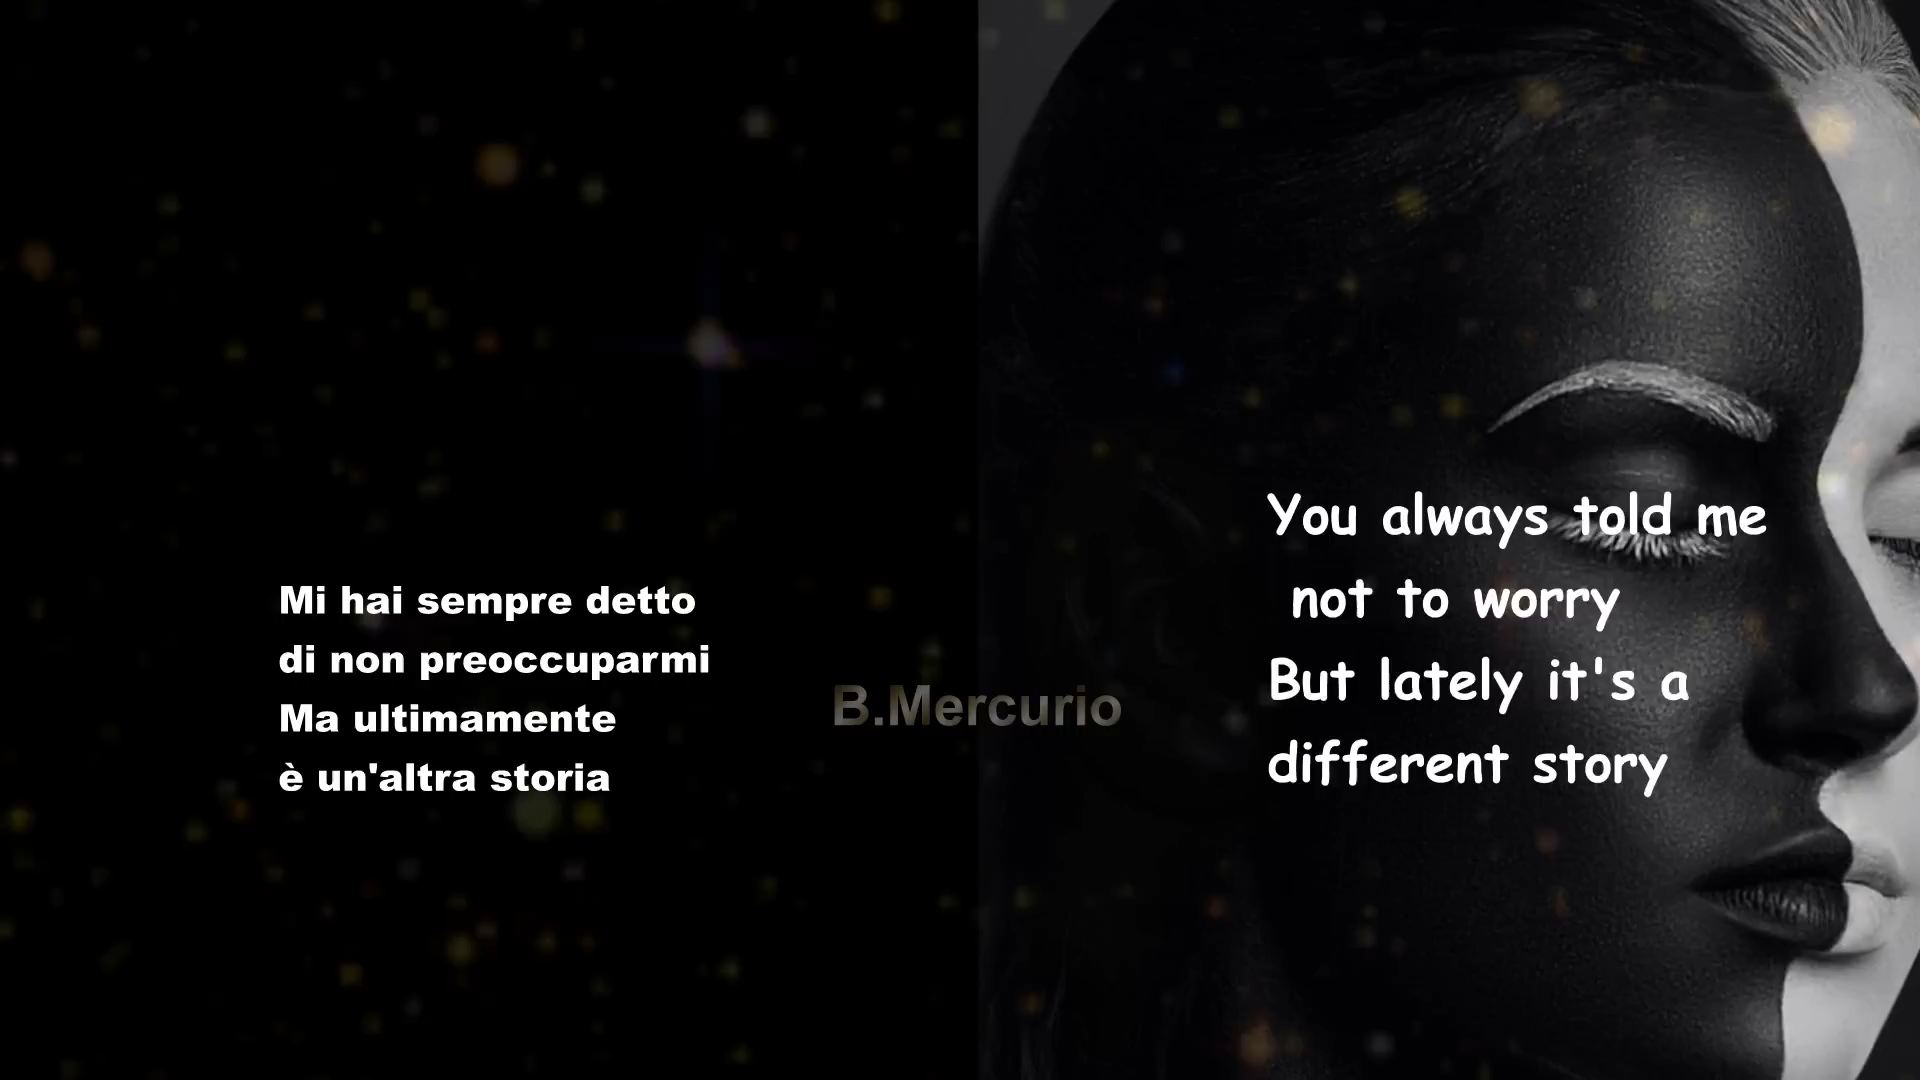 Mi hai sempre detto
di non preoccuparmi
Ma ultimamente
è un'altra storia
B.Mercurio
You always told me
not to worry
But lately it's a
different story